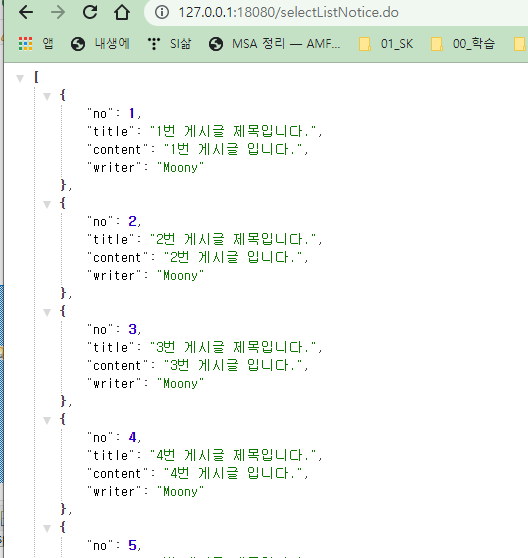 127.0.0.1:18080/selectListNotice.do
앱 내생에 SI삶 MSA 정리 — AMF... 01_SK 00_학습
[
{
"no": 1,
"title": "1번 게시글 제목입니다.",
"content": "1번 게시글 입니다.",
"writer": "Moony"
},
{
"no": 2,
"title": "2번 게시글 제목입니다.",
"content": "2번 게시글 입니다.",
"writer": "Moony"
},
{
"no": 3,
"title": "3번 게시글 제목입니다.",
"content": "3번 게시글 입니다.",
"writer": "Moony"
},
{
"no": 4,
"title": "4번 게시글 제목입니다.",
"content": "4번 게시글 입니다.",
"writer": "Moony"
},
{
"no": 5,